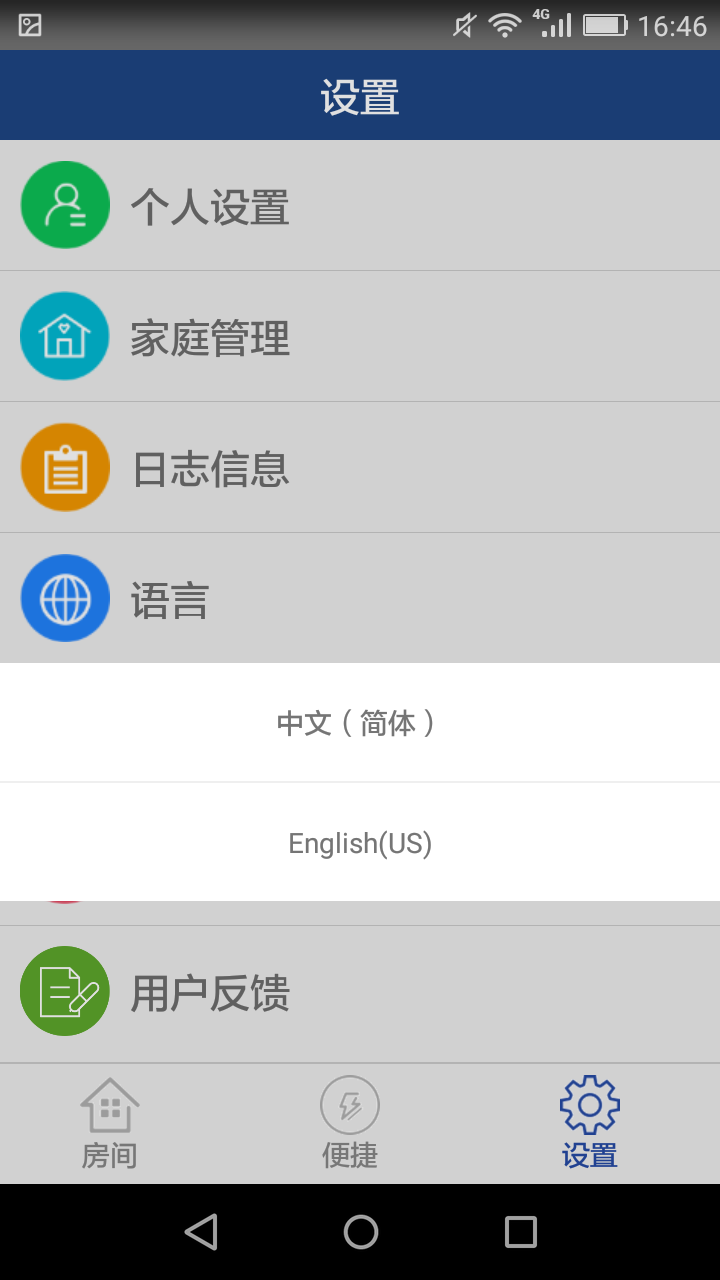 4G 16:46
设置
个人设置
家庭管理
日志信息
语言
中文（简体）
English(US)
用户反馈
房间 便捷 设置